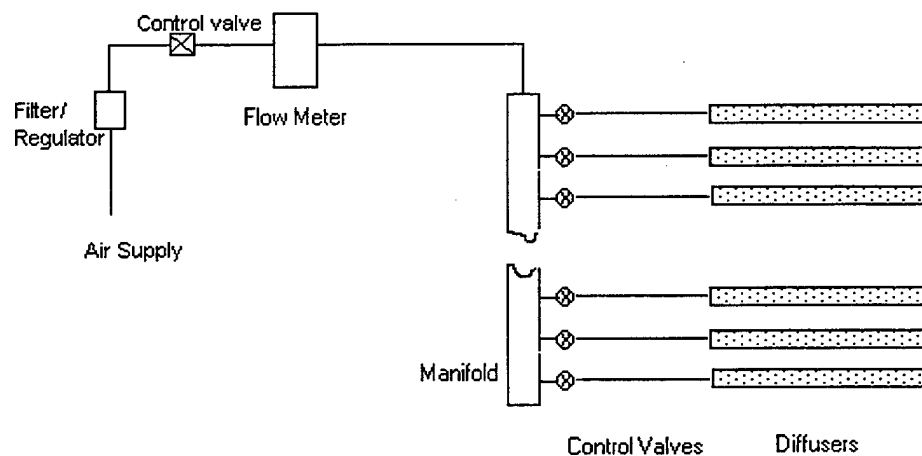 Control valve
Filter/
Regulator
Flow Meter
Air Supply
Manifold
Control Valves
Diffusers